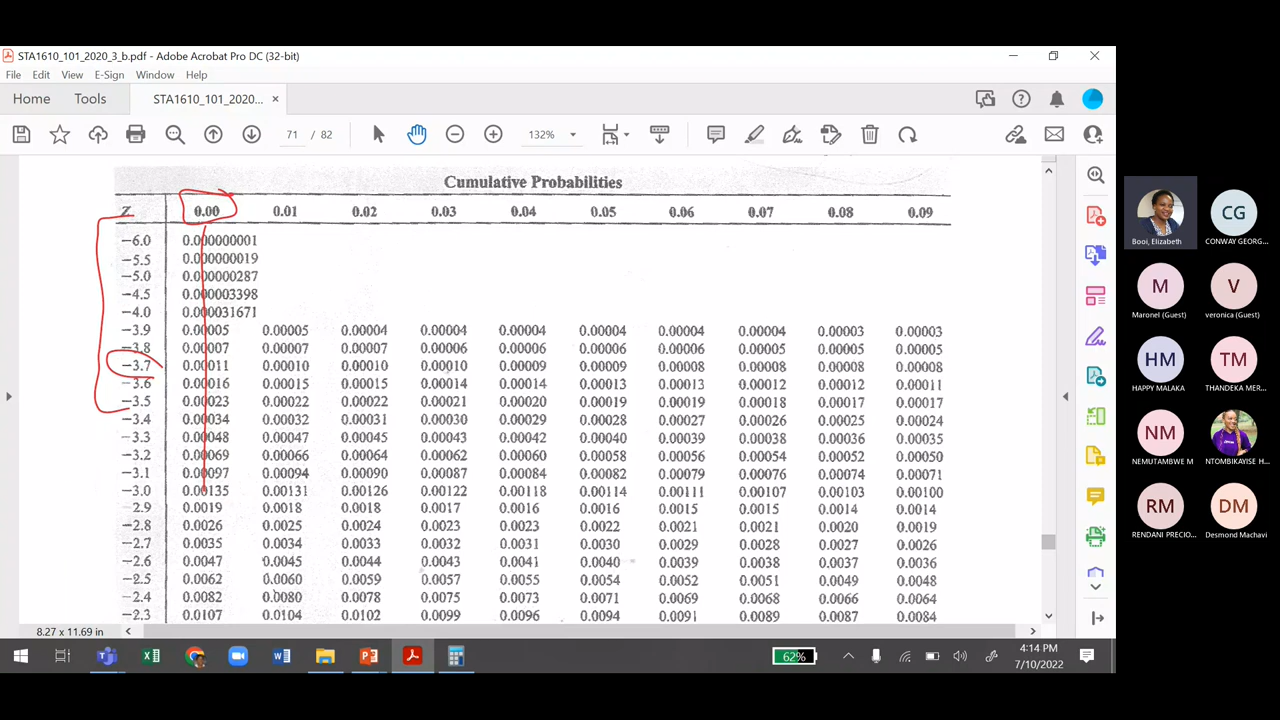 STA1610_101_2020_3_b.pdf - Adobe Acrobat Pro DC (32-bit)
File Edit View E-Sign Window Help
Home Tools STA1610_101_2020... ×
71 / 82 132%
Cumulative Probabilities
Z 0.00 0.01 0.02 0.03 0.04 0.05 0.06 0.07 0.08 0.09
−6.0 0.000000001
−5.5 0.000000019
−5.0 0.000000287
−4.5 0.000003398
−4.0 0.000031671
−3.9 0.00005 0.00005 0.00004 0.00004 0.00004 0.00004 0.00004 0.00004 0.00003 0.00003
−3.8 0.00007 0.00007 0.00007 0.00006 0.00006 0.00006 0.00006 0.00005 0.00005 0.00005
−3.7 0.00011 0.00010 0.00010 0.00010 0.00009 0.00009 0.00008 0.00008 0.00008 0.00008
−3.6 0.00016 0.00015 0.00015 0.00014 0.00014 0.00013 0.00013 0.00012 0.00012 0.00011
−3.5 0.00023 0.00022 0.00022 0.00021 0.00020 0.00019 0.00019 0.00018 0.00017 0.00017
−3.4 0.00034 0.00032 0.00031 0.00030 0.00029 0.00028 0.00027 0.00026 0.00025 0.00024
−3.3 0.00048 0.00047 0.00045 0.00043 0.00042 0.00040 0.00039 0.00038 0.00036 0.00035
−3.2 0.00069 0.00066 0.00064 0.00062 0.00060 0.00058 0.00056 0.00054 0.00052 0.00050
−3.1 0.00097 0.00094 0.00090 0.00087 0.00084 0.00082 0.00079 0.00076 0.00074 0.00071
−3.0 0.00135 0.00131 0.00126 0.00122 0.00118 0.00114 0.00111 0.00107 0.00103 0.00100
−2.9 0.0019 0.0018 0.0018 0.0017 0.0016 0.0016 0.0015 0.0015 0.0014 0.0014
−2.8 0.0026 0.0025 0.0024 0.0023 0.0023 0.0022 0.0021 0.0021 0.0020 0.0019
−2.7 0.0035 0.0034 0.0033 0.0032 0.0031 0.0030 0.0029 0.0028 0.0027 0.0026
−2.6 0.0047 0.0045 0.0044 0.0043 0.0041 0.0040 0.0039 0.0038 0.0037 0.0036
−2.5 0.0062 0.0060 0.0059 0.0057 0.0055 0.0054 0.0052 0.0051 0.0049 0.0048
−2.4 0.0082 0.0080 0.0078 0.0075 0.0073 0.0071 0.0069 0.0068 0.0066 0.0064
−2.3 0.0107 0.0104 0.0102 0.0099 0.0096 0.0094 0.0091 0.0089 0.0087 0.0084
8.27 x 11.69 in
62%
4:14 PM
7/10/2022
CG
Booi, Elizabeth CONWAY GEORG...
M V
Maronel (Guest) veronica (Guest)
HM TM
HAPPY MALAKA THANDEKA MER...
NM
NEMUTAMBWE M NTOMBIKAYISE H...
RM DM
RENDANI PRECIO... Desmond Machavi